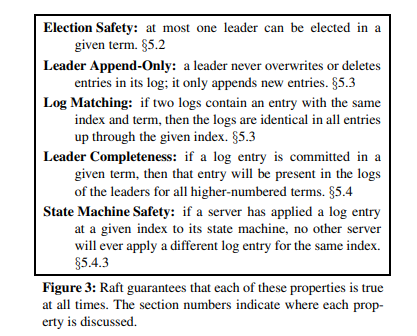 Election Safety: at most one leader can be elected in a
given term. §5.2
Leader Append-Only: a leader never overwrites or deletes
entries in its log; it only appends new entries. §5.3
Log Matching: if two logs contain an entry with the same
index and term, then the logs are identical in all entries
up through the given index. §5.3
Leader Completeness: if a log entry is committed in a
given term, then that entry will be present in the logs
of the leaders for all higher-numbered terms. §5.4
State Machine Safety: if a server has applied a log entry
at a given index to its state machine, no other server
will ever apply a different log entry for the same index.
§5.4.3
Figure 3: Raft guarantees that each of these properties is true
at all times. The section numbers indicate where each prop-
erty is discussed.